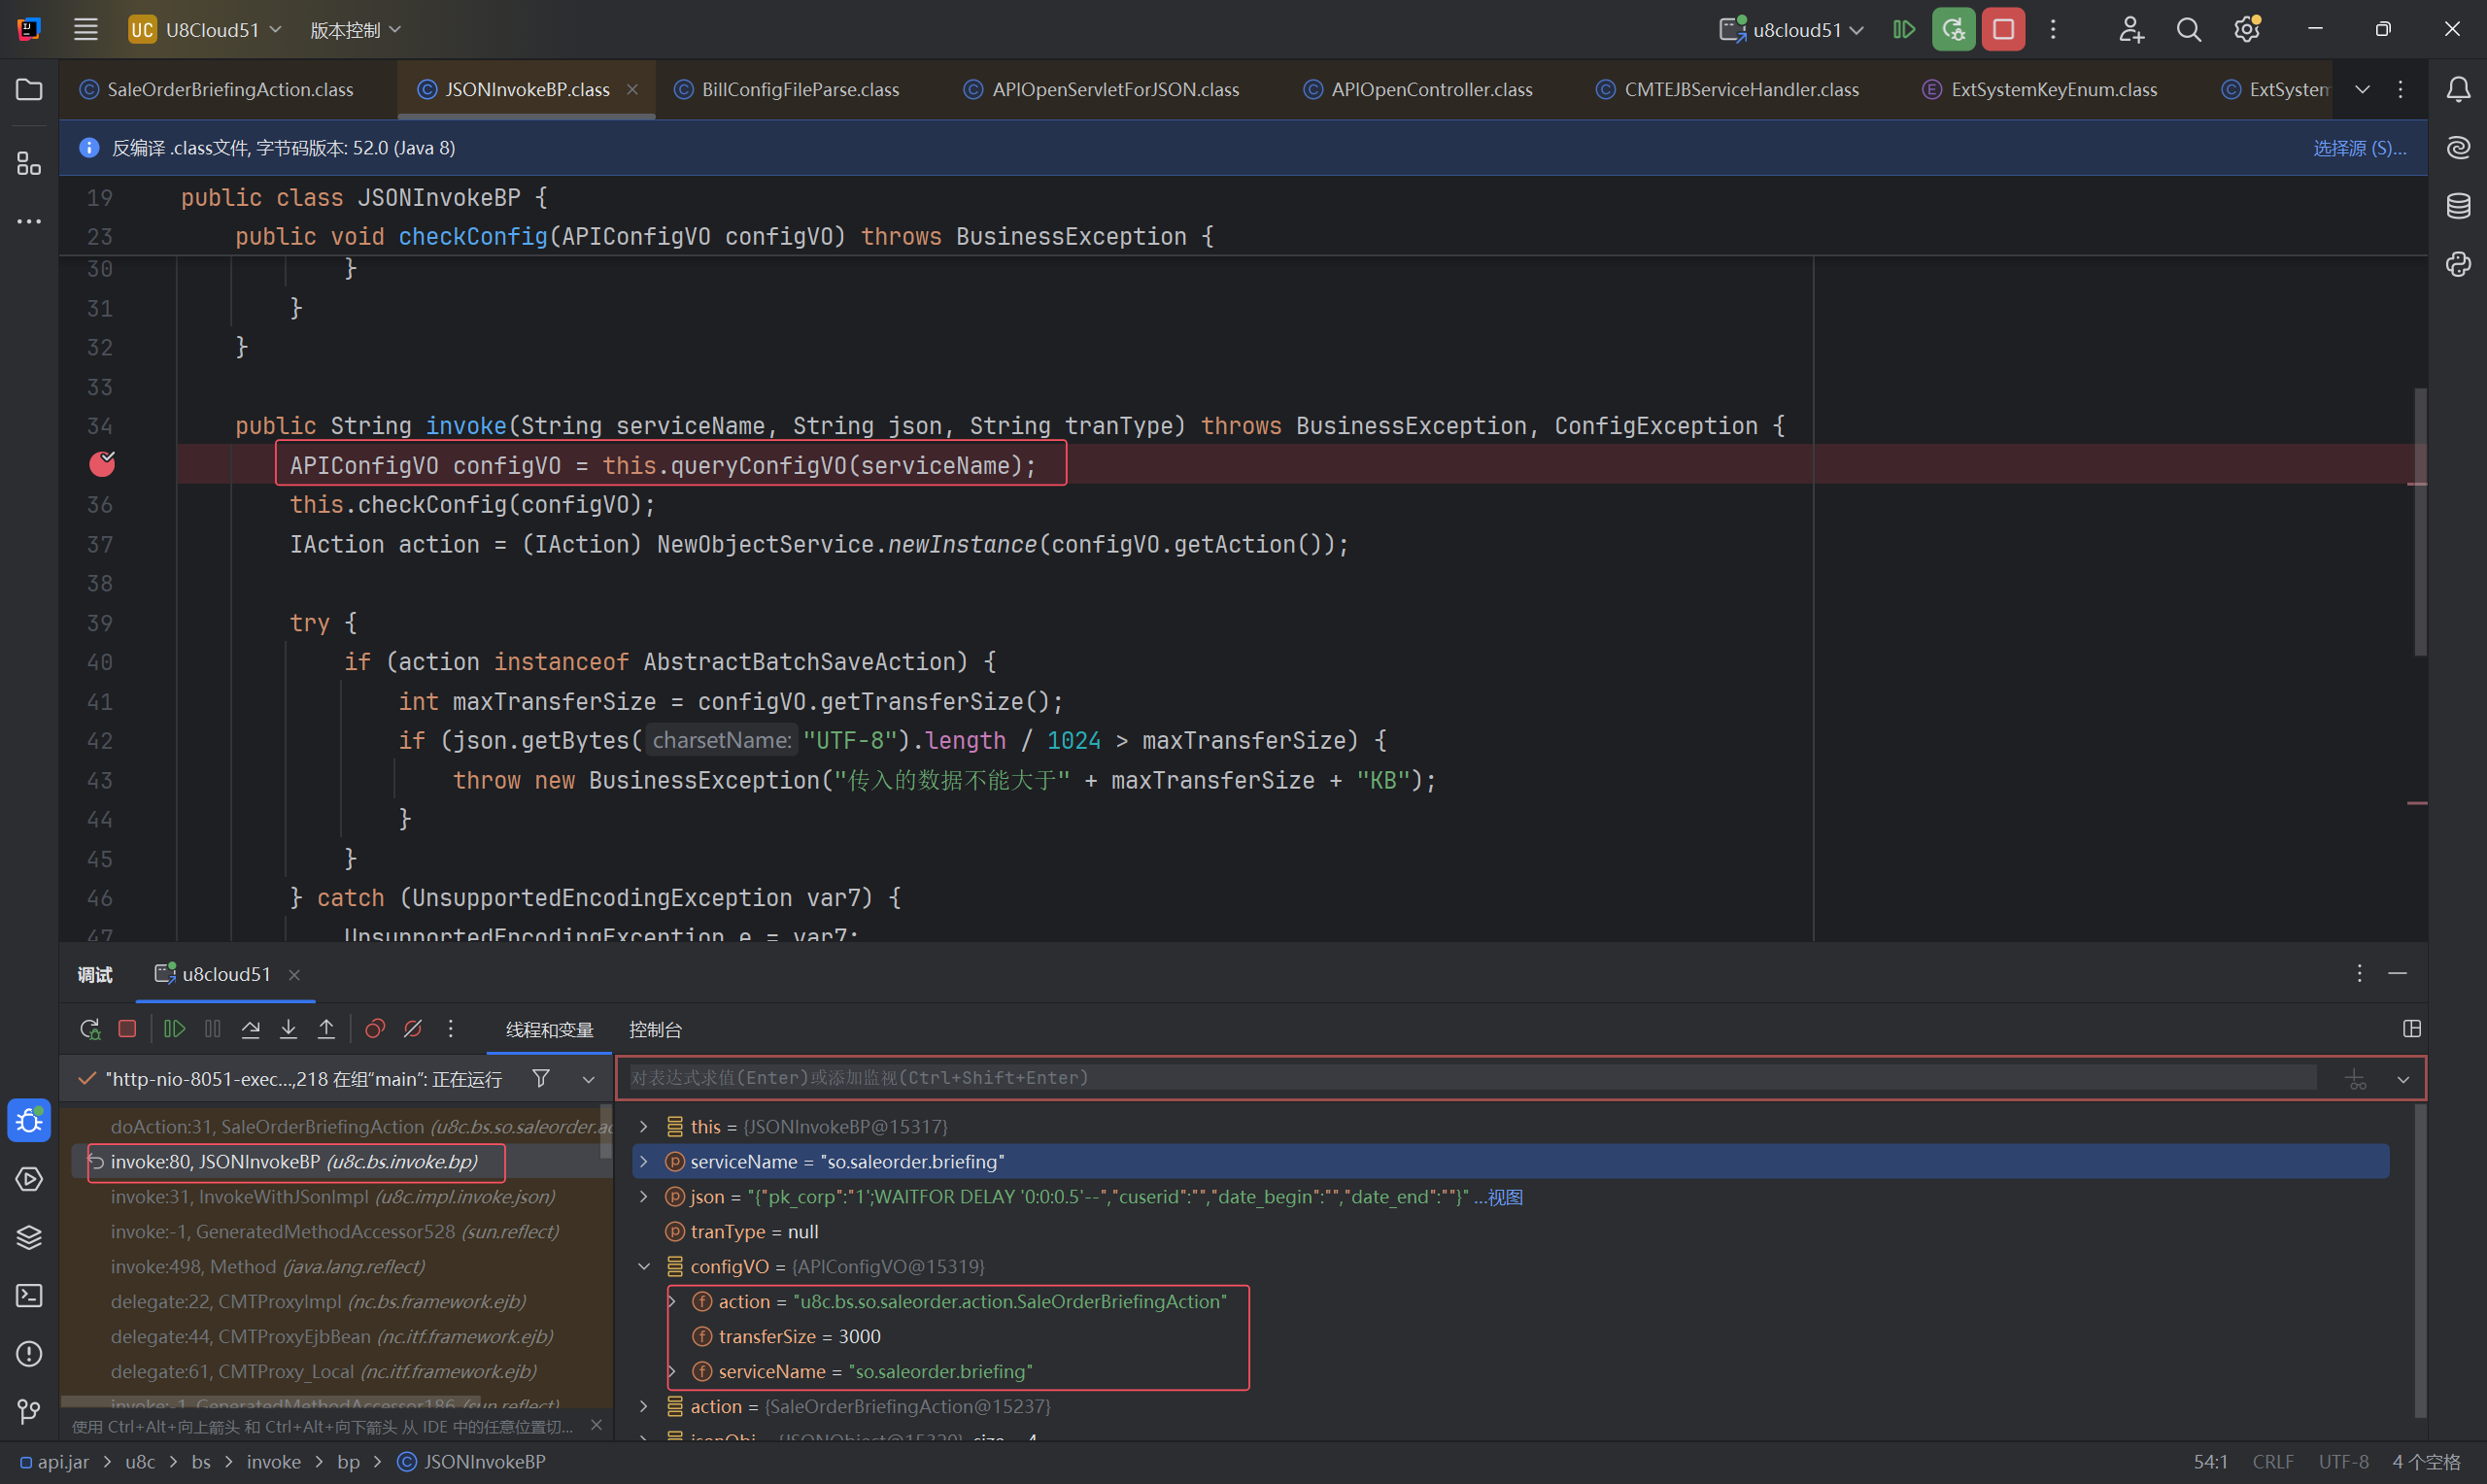 UC U8Cloud51 版本控制 u8cloud51
SaleOrderBriefingAction.class JSONInvokeBP.class BillConfigFileParse.class APIOpenServletForJSON.class APIOpenController.class CMTEJBServiceHandler.class ExtSystemKeyEnum.class ExtSystem
反编译 .class文件, 字节码版本: 52.0 (Java 8) 选择源 (S)...
19 public class JSONInvokeBP {
23 public void checkConfig(APIConfigVO configVO) throws BusinessException {
30 }
31 }
32 }
33
34 public String invoke(String serviceName, String json, String tranType) throws BusinessException, ConfigException {
APIConfigVO configVO = this.queryConfigVO(serviceName);
36 this.checkConfig(configVO);
37 IAction action = (IAction) NewObjectService.newInstance(configVO.getAction());
38
39 try {
40 if (action instanceof AbstractBatchSaveAction) {
41 int maxTransferSize = configVO.getTransferSize();
42 if (json.getBytes( charsetName: "UTF-8").length / 1024 > maxTransferSize) {
43 throw new BusinessException("传入的数据不能大于" + maxTransferSize + "KB");
44 }
45 }
46 } catch (UnsupportedEncodingException var7) {
47 UnsupportedEncodingException e = var7;
调试 u8cloud51
线程和变量 控制台
"http-nio-8051-exec...,218 在组"main": 正在运行
对表达式求值(Enter)或添加监视(Ctrl+Shift+Enter)
doAction:31, SaleOrderBriefingAction (u8c.bs.so.saleorder.ac
invoke:80, JSONInvokeBP (u8c.bs.invoke.bp)
invoke:31, InvokeWithJSonImpl (u8c.impl.invoke.json)
invoke:-1, GeneratedMethodAccessor528 (sun.reflect)
invoke:498, Method (java.lang.reflect)
delegate:22, CMTProxyImpl (nc.bs.framework.ejb)
delegate:44, CMTProxyEjbBean (nc.itf.framework.ejb)
delegate:61, CMTProxy_Local (nc.itf.framework.ejb)
invoke:-1, GeneratedMethodAccessor186 (sun.reflect)
使用 Ctrl+Alt+向上箭头 和 Ctrl+Alt+向下箭头 从 IDE 中的任意位置切...
this = {JSONInvokeBP@15317}
serviceName = "so.saleorder.briefing"
json = "{"pk_corp":"1';WAITFOR DELAY '0:0:0.5'--","cuserid":"","date_begin":"","date_end":""}" ...视图
tranType = null
configVO = {APIConfigVO@15319}
action = "u8c.bs.so.saleorder.action.SaleOrderBriefingAction"
transferSize = 3000
serviceName = "so.saleorder.briefing"
action = {SaleOrderBriefingAction@15237}
jsonObj = {JSONObject@15320} size = 4
api.jar > u8c > bs > invoke > bp > JSONInvokeBP 54:1 CRLF UTF-8 4 个空格